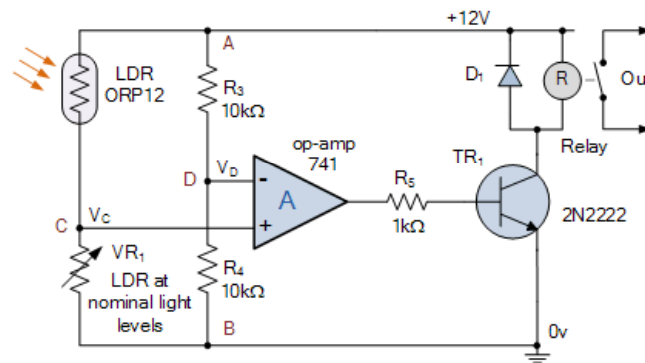 +12V
A
LDR
ORP12
R3
10kΩ
D1
R
Ou
op-amp
741
Relay
TR1
D
VD
-
A
R5
1kΩ
2N2222
C
VC
+
VR1
LDR at
nominal light
levels
R4
10kΩ
B
0v